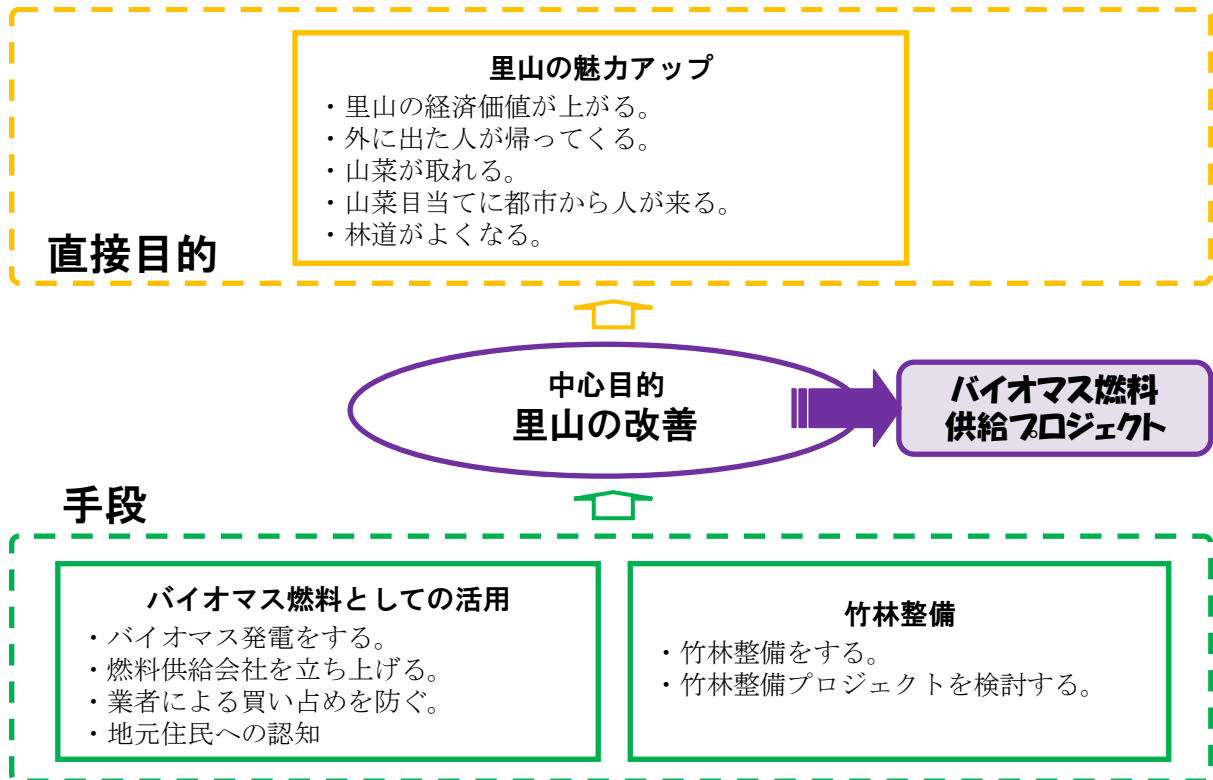 里山の魅力アップ
・里山の経済価値が上がる。
・外に出た人が帰ってくる。
・山菜が取れる。
・山菜目当てに都市から人が来る。
・林道がよくなる。
直接目的
中心目的
里山の改善
バイオマス燃料
供給プロジェクト
手段
バイオマス燃料としての活用
・バイオマス発電をする。
・燃料供給会社を立ち上げる。
・業者による買い占めを防ぐ。
・地元住民への認知
竹林整備
・竹林整備をする。
・竹林整備プロジェクトを検討する。